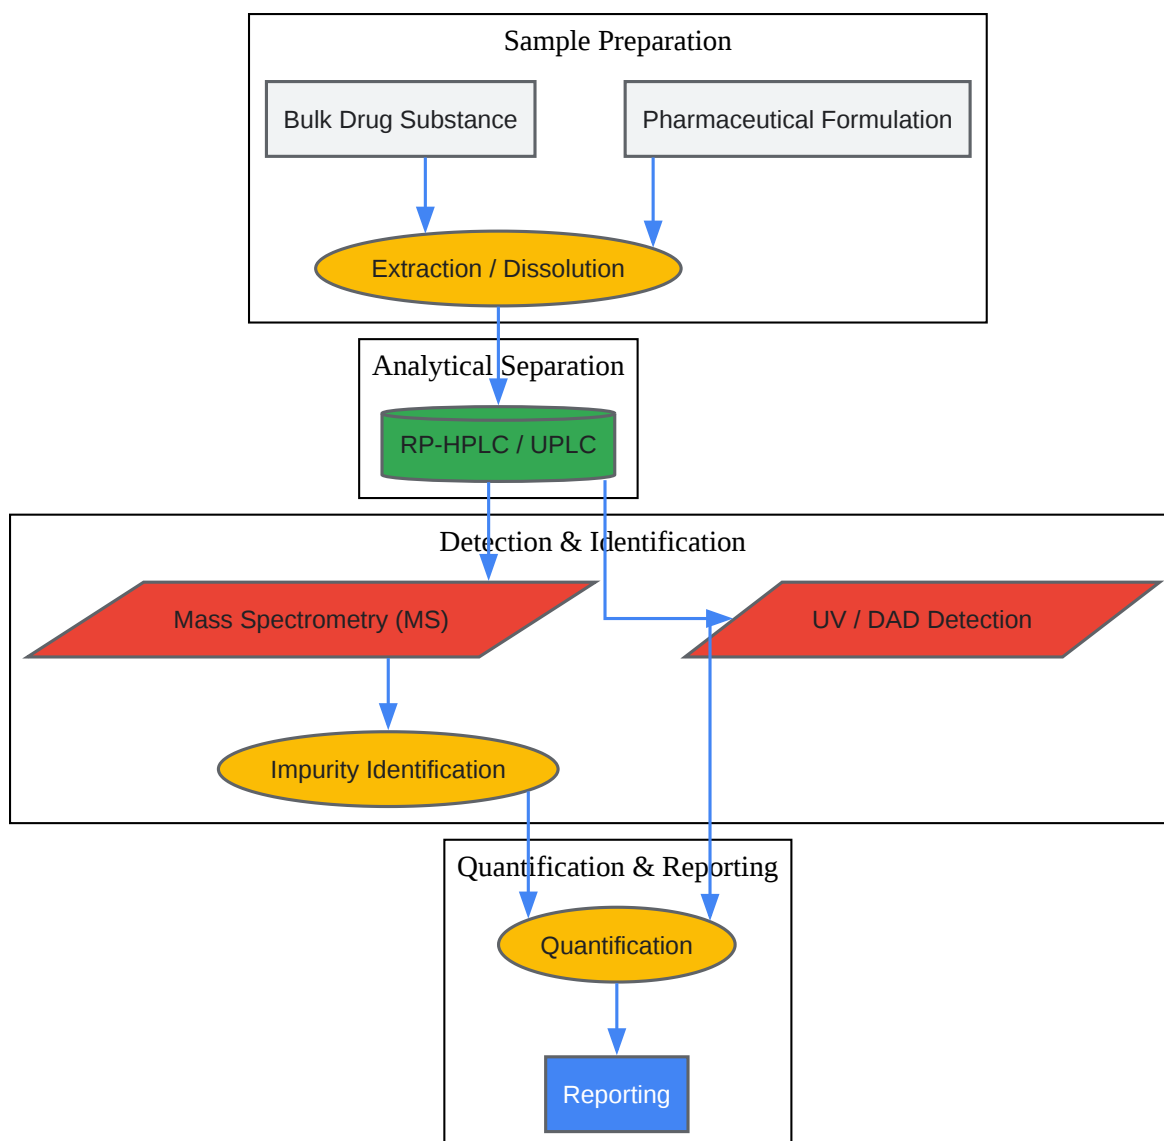 Sample Preparation
Bulk Drug Substance
Pharmaceutical Formulation
Extraction / Dissolution
Analytical Separation
RP-HPLC / UPLC
Detection & Identification
Mass Spectrometry (MS)
UV / DAD Detection
Impurity Identification
Quantification & Reporting
Quantification
Reporting